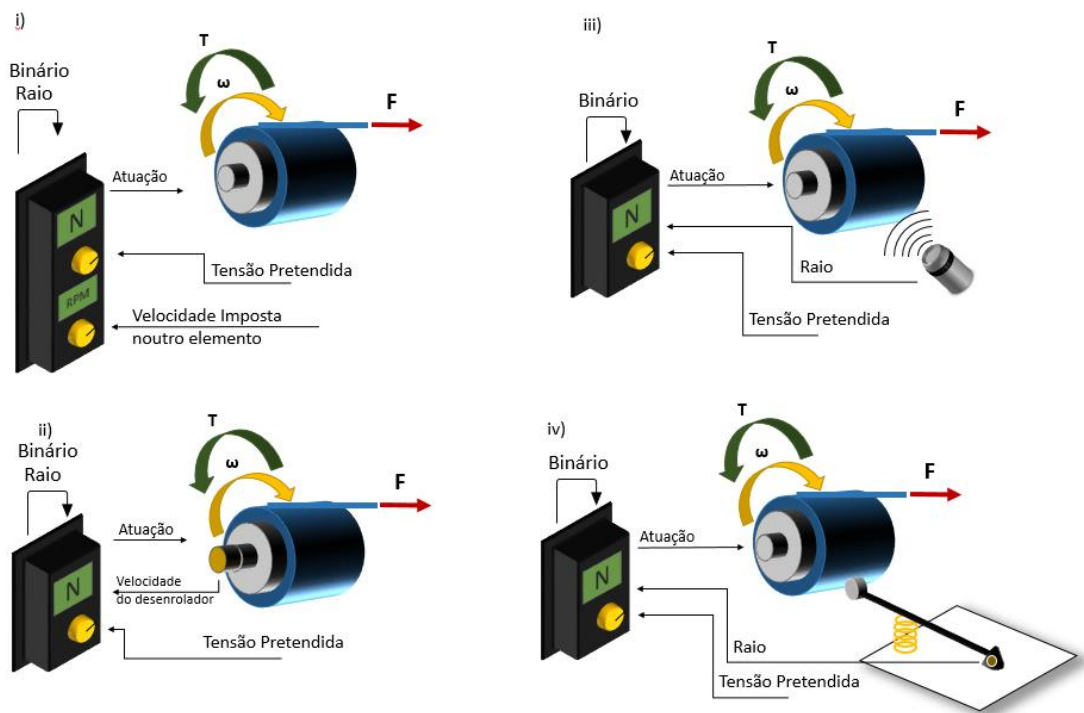 i)
Binário
Raio
T
ω
F
Atuação
N
Tensão Pretendida
RPM
Velocidade Imposta
noutro elemento
iii)
Binário
T
ω
F
Atuação
N
Raio
Tensão Pretendida
ii)
Binário
Raio
T
ω
F
Atuação
N
Velocidade
do desenrolador
Tensão Pretendida
iv)
Binário
T
ω
F
Atuação
N
Raio
Tensão Pretendida